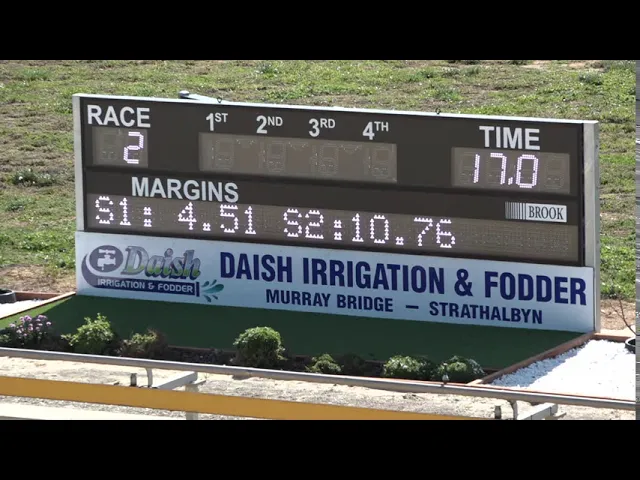 RACE 1ST 2ND 3RD 4TH TIME
2 17.0
MARGINS
BROOK
S1: 4.51 S2:10.76
Daish
IRRIGATION & FODDER
DAISH IRRIGATION & FODDER
MURRAY BRIDGE — STRATHALBYN